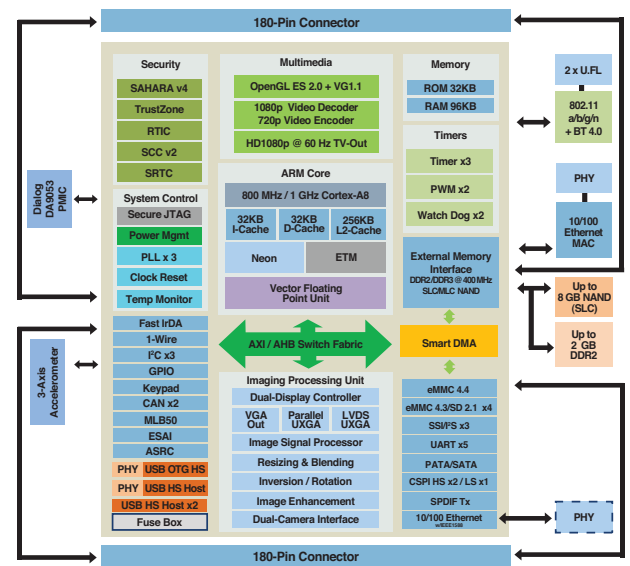 180-Pin Connector
Security
SAHARA v4
TrustZone
RTIC
SCC v2
SRTC
System Control
Secure JTAG
Power Mgmt
PLL x 3
Clock Reset
Temp Monitor
Fast IrDA
1-Wire
I²C x3
GPIO
Keypad
CAN x2
MLB50
ESAI
ASRC
PHY USB OTG HS
PHY USB HS Host
USB HS Host x2
Fuse Box
Dialog
DA9053
PMIC
3-Axis
Accelerometer
Multimedia
OpenGL ES 2.0 + VG1.1
1080p Video Decoder
720p Video Encoder
HD1080p @ 60 Hz TV-Out
ARM Core
800 MHz / 1 GHz Cortex-A8
32KB
I-Cache
32KB
D-Cache
256KB
L2-Cache
Neon
ETM
Vector Floating
Point Unit
AXI / AHB Switch Fabric
Imaging Processing Unit
Dual-Display Controller
VGA
Out
Parallel
UXGA
LVDS
UXGA
Image Signal Processor
Resizing & Blending
Inversion / Rotation
Image Enhancement
Dual-Camera Interface
Memory
ROM 32KB
RAM 96KB
Timers
Timer x3
PWM x2
Watch Dog x2
External Memory
Interface
DDR2/DDR3 @ 400 MHz
SLC/MLC NAND
Smart DMA
eMMC 4.4
eMMC 4.3/SD 2.1 x4
SSI/I²S x3
UART x5
PATA/SATA
CSPI HS x2 / LS x1
SPDIF Tx
10/100 Ethernet
w/IEEE1588
2 x U.FL
802.11
a/b/g/n
+ BT 4.0
PHY
10/100
Ethernet
MAC
Up to
8 GB NAND
(SLC)
Up to
2 GB
DDR2
PHY
180-Pin Connector